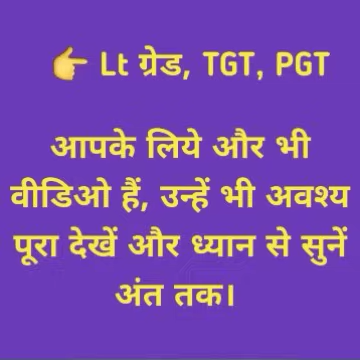 👉 Lt ग्रेड, TGT, PGT
आपके लिये और भी
वीडिओ हैं, उन्हें भी अवश्य
पूरा देखें और ध्यान से सुनें
अंत तक।